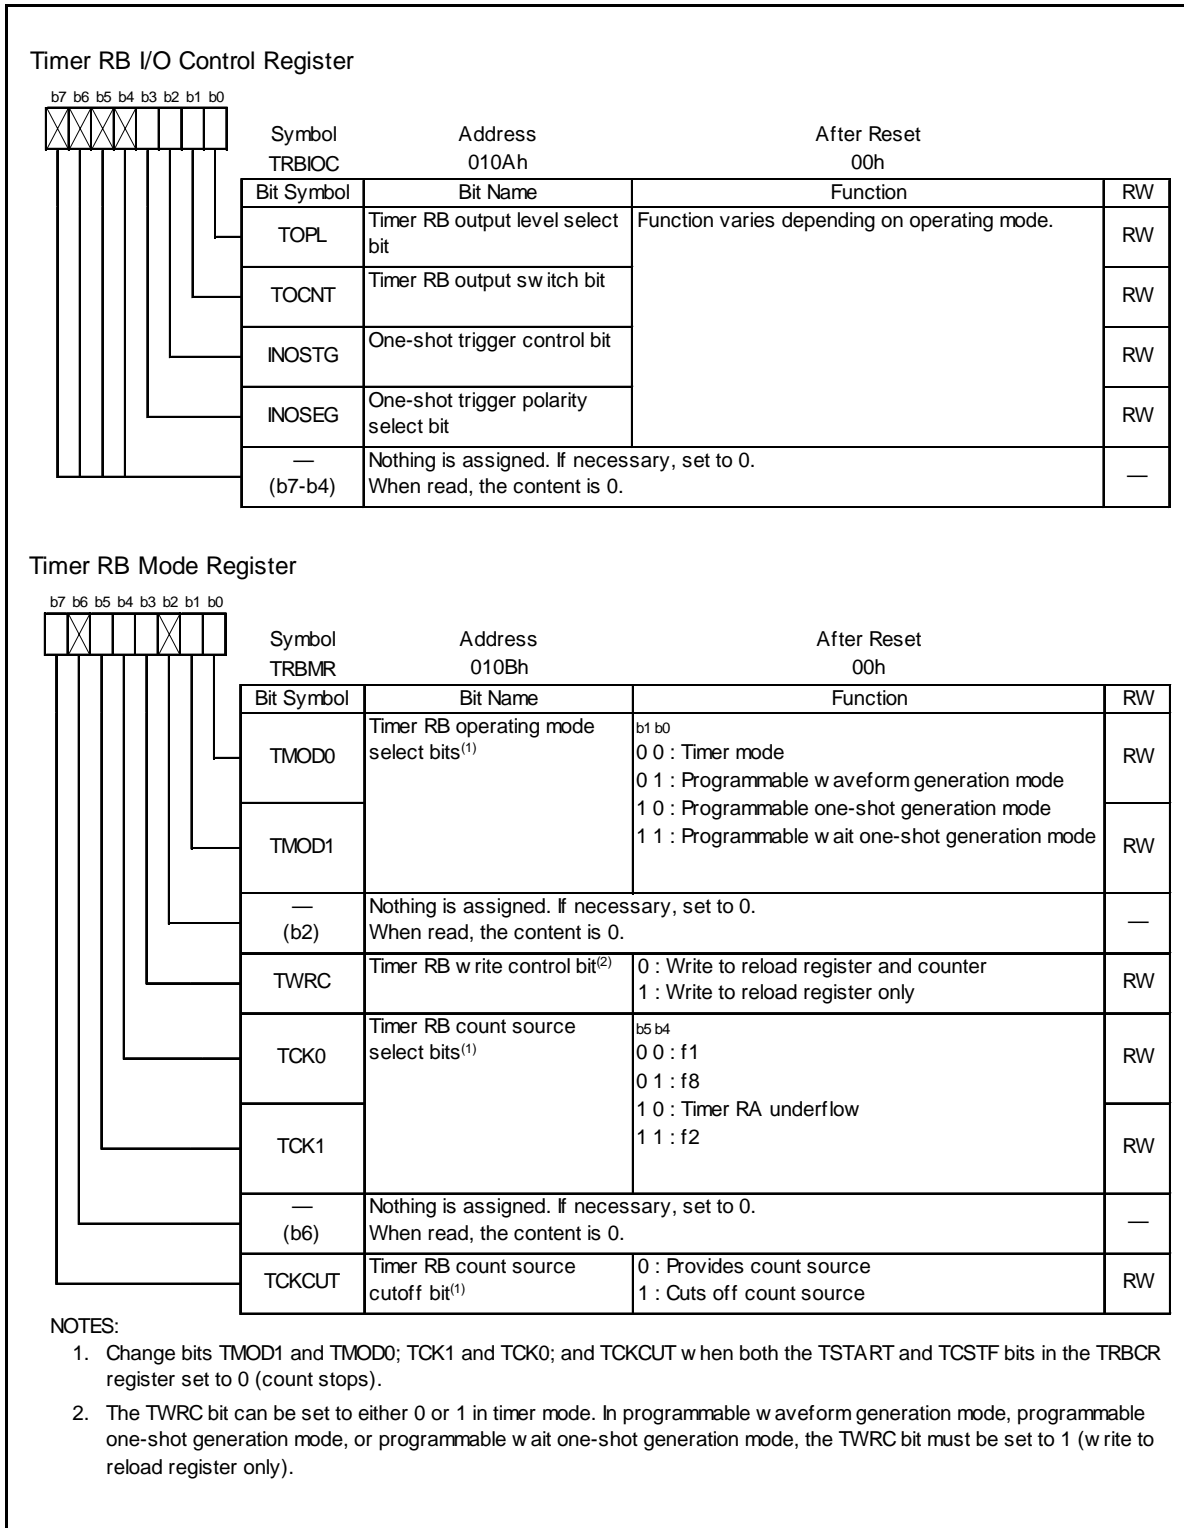 Timer RB I/O Control Register
b7 b6 b5 b4 b3 b2 b1 b0
Symbol Address After Reset
TRBIOC 010Ah 00h
Bit Symbol Bit Name Function RW
TOPL Timer RB output level select bit Function varies depending on operating mode. RW
TOCNT Timer RB output switch bit RW
INOSTG One-shot trigger control bit RW
INOSEG One-shot trigger polarity select bit RW
— (b7-b4) Nothing is assigned. If necessary, set to 0.
When read, the content is 0. —
Timer RB Mode Register
b7 b6 b5 b4 b3 b2 b1 b0
Symbol Address After Reset
TRBMR 010Bh 00h
Bit Symbol Bit Name Function RW
TMOD0 Timer RB operating mode select bits(1) b1 b0 RW
0 0 : Timer mode
0 1 : Programmable waveform generation mode
1 0 : Programmable one-shot generation mode
TMOD1 1 1 : Programmable wait one-shot generation mode RW
— (b2) Nothing is assigned. If necessary, set to 0.
When read, the content is 0. —
TWRC Timer RB write control bit(2) 0 : Write to reload register and counter RW
1 : Write to reload register only
TCK0 Timer RB count source select bits(1) b5 b4 RW
0 0 : f1
0 1 : f8
1 0 : Timer RA underflow
TCK1 1 1 : f2 RW
— (b6) Nothing is assigned. If necessary, set to 0.
When read, the content is 0. —
TCKCUT Timer RB count source cutoff bit(1) 0 : Provides count source RW
1 : Cuts off count source
NOTES:
1. Change bits TMOD1 and TMOD0; TCK1 and TCK0; and TCKCUT when both the TSTART and TCSTF bits in the TRBCR
register set to 0 (count stops).
2. The TWRC bit can be set to either 0 or 1 in timer mode. In programmable waveform generation mode, programmable
one-shot generation mode, or programmable wait one-shot generation mode, the TWRC bit must be set to 1 (write to
reload register only).